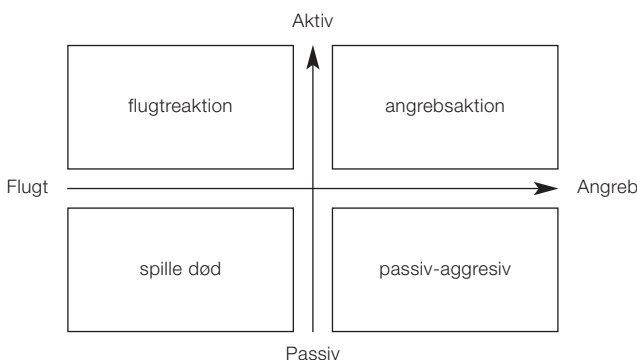 Aktiv
flugtreaktion
angrebsaktion
Flugt
Angreb
spille død
passiv-aggresiv
Passiv